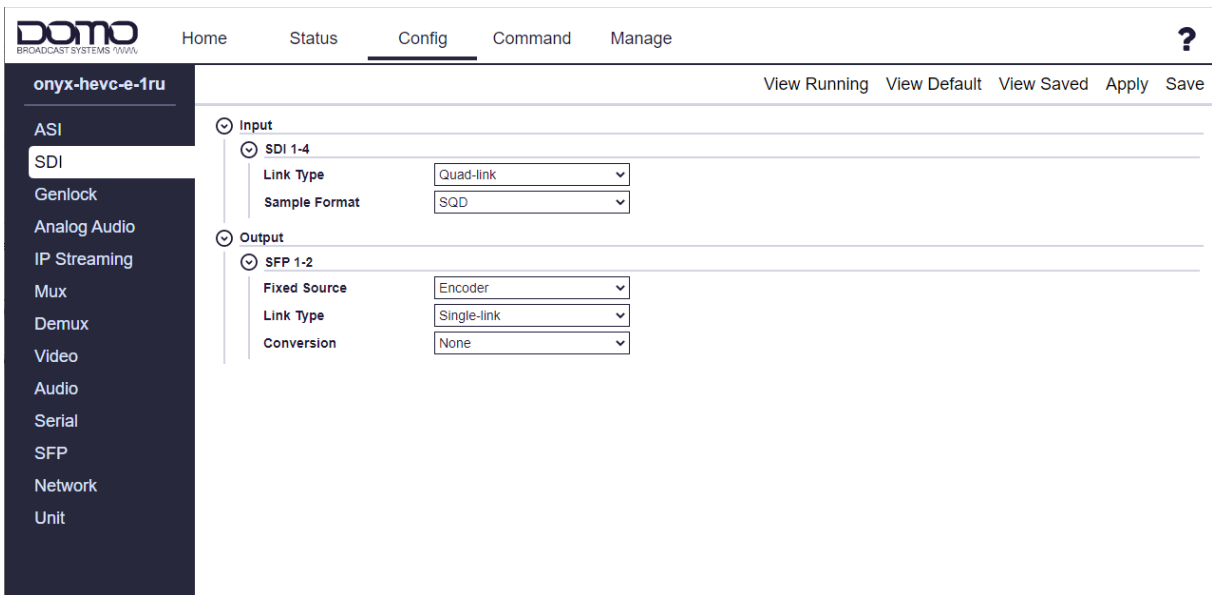 DOMO
BROADCAST SYSTEMS
Home Status Config Command Manage ?
onyx-hevc-e-1ru
View Running View Default View Saved Apply Save
ASI
SDI
Genlock
Analog Audio
IP Streaming
Mux
Demux
Video
Audio
Serial
SFP
Network
Unit
Input
SDI 1-4
Link Type Quad-link
Sample Format SQD
Output
SFP 1-2
Fixed Source Encoder
Link Type Single-link
Conversion None